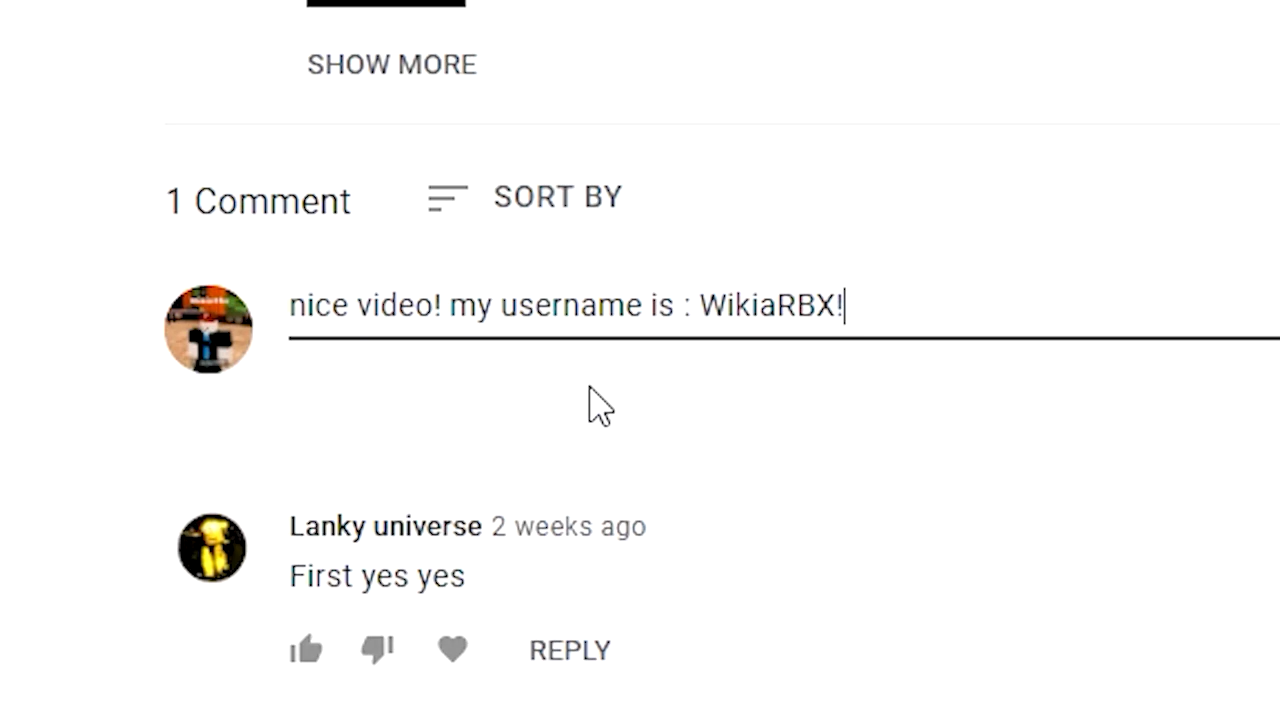 SHOW MORE
1 Comment
SORT BY
nice video! my username is : WikiaRBX!
Lanky universe 2 weeks ago
First yes yes
REPLY